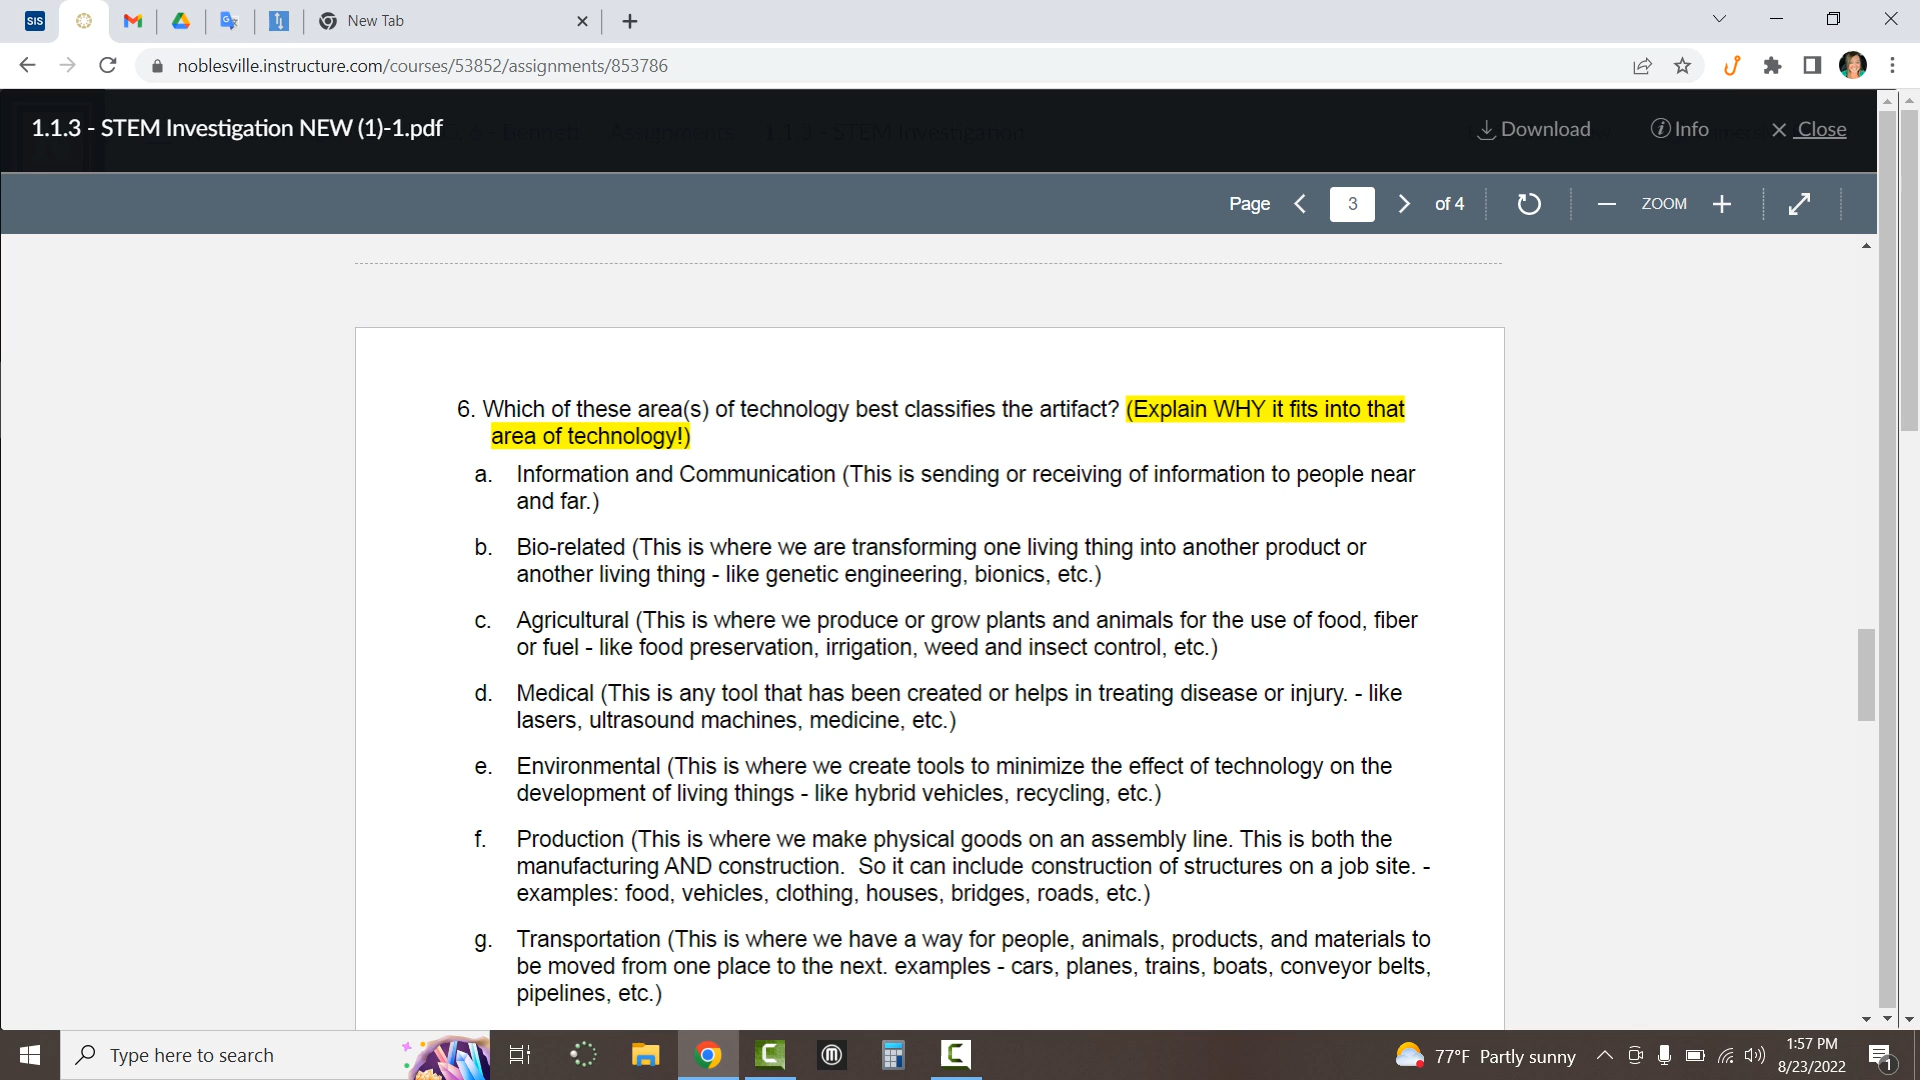 SIS
New Tab
noblesville.instructure.com/courses/53852/assignments/853786
1.1.3 - STEM Investigation NEW (1)-1.pdf
Download
Info
Close
Page
3
of 4
ZOOM
6. Which of these area(s) of technology best classifies the artifact? (Explain WHY it fits into that
area of technology!)
a. Information and Communication (This is sending or receiving of information to people near
and far.)
b. Bio-related (This is where we are transforming one living thing into another product or
another living thing - like genetic engineering, bionics, etc.)
c. Agricultural (This is where we produce or grow plants and animals for the use of food, fiber
or fuel - like food preservation, irrigation, weed and insect control, etc.)
d. Medical (This is any tool that has been created or helps in treating disease or injury. - like
lasers, ultrasound machines, medicine, etc.)
e. Environmental (This is where we create tools to minimize the effect of technology on the
development of living things - like hybrid vehicles, recycling, etc.)
f. Production (This is where we make physical goods on an assembly line. This is both the
manufacturing AND construction.  So it can include construction of structures on a job site. -
examples: food, vehicles, clothing, houses, bridges, roads, etc.)
g. Transportation (This is where we have a way for people, animals, products, and materials to
be moved from one place to the next. examples - cars, planes, trains, boats, conveyor belts,
pipelines, etc.)
Type here to search
77°F Partly sunny
1:57 PM
8/23/2022
1